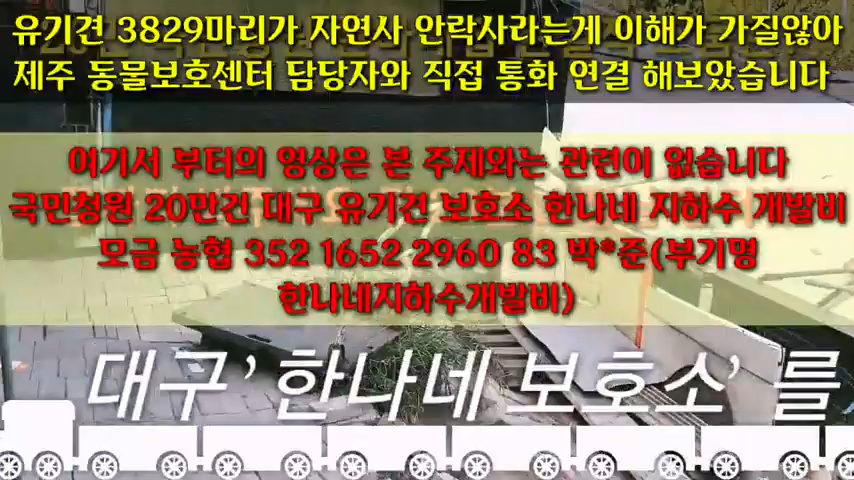 유기견 3829마리가 자연사 안락사라는게 이해가 가질않아
제주 동물보호센터 담당자와 직접 통화 연결 해보았습니다
여기서 부터의 영상은 본 주제와는 관련이 없습니다
국민청원 20만건 대구 유기견 보호소 한나네 지하수 개발비
모금 농협 352 1652 2960 83 박*준(부기명
한나네지하수개발비)
대구' 한나네 보호소' 를